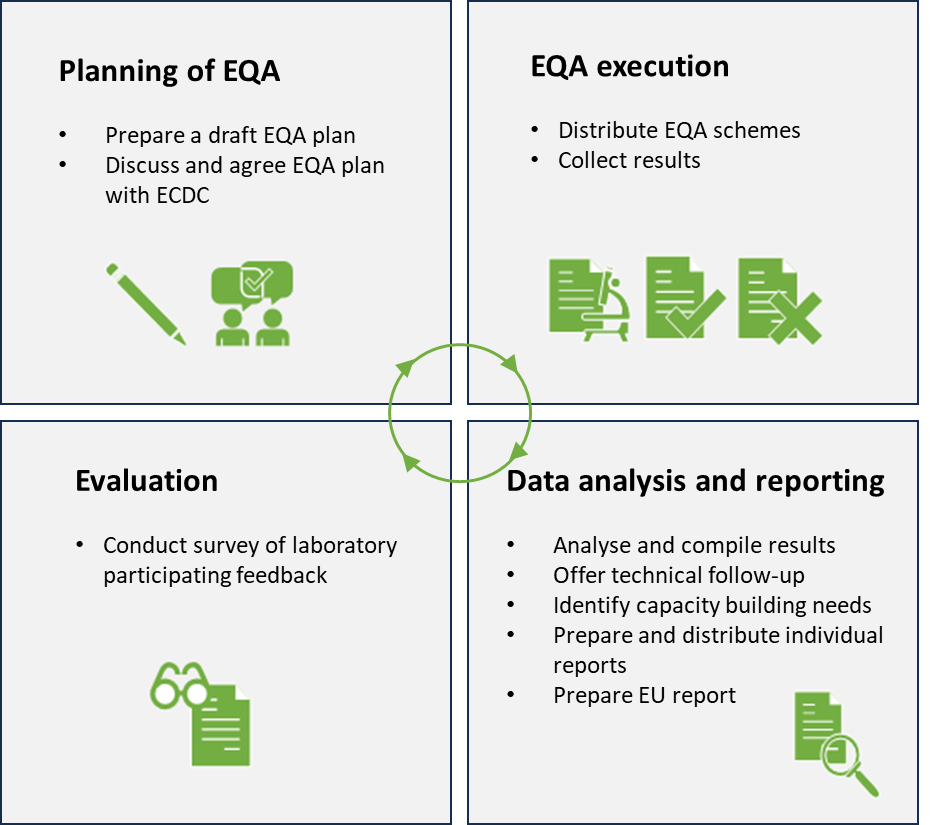 Planning of EQA
• Prepare a draft EQA plan
• Discuss and agree EQA plan
with ECDC
EQA execution
• Distribute EQA schemes
• Collect results
Evaluation
• Conduct survey of laboratory
participating feedback
Data analysis and reporting
• Analyse and compile results
• Offer technical follow-up
• Identify capacity building needs
• Prepare and distribute individual
reports
• Prepare EU report